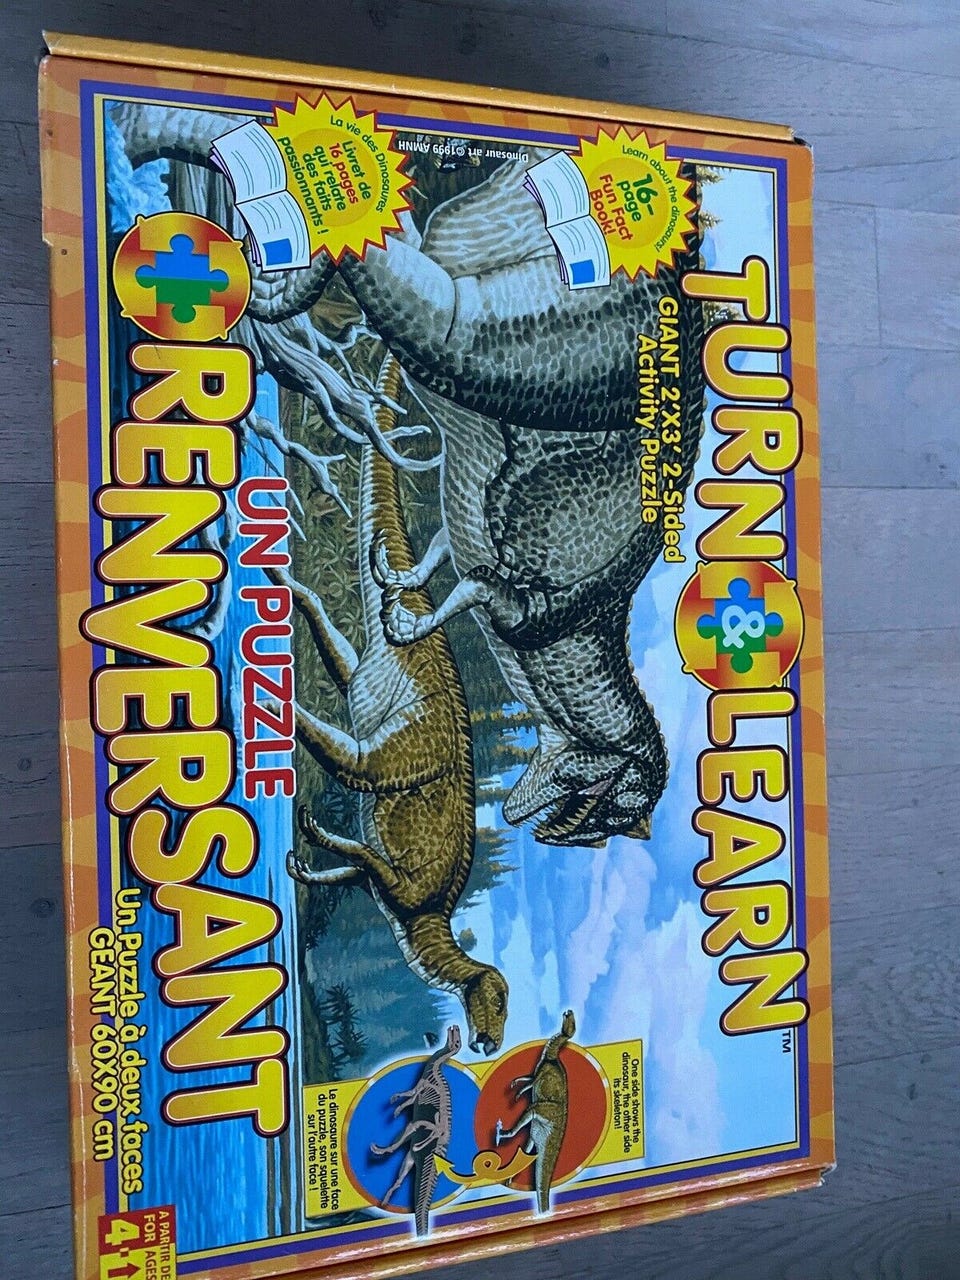 TURN & LEARN™
GIANT 2'X3' 2-Sided
Activity Puzzle
Learn about the dinosaurs!
16-
page
Fun Fact
Book!
Dinosaur art ©1999 AMNH
La vie des Dinosaures
Livret de
16 pages
qui relate
des faits
passionnants !
UN PUZZLE
RENVERSANT
Un Puzzle à deux faces
GEANT 60X90 cm
One side shows the
dinosaur, the other side
its skeleton!
Le dinosaure sur une face
du puzzle, son squelette
sur l'autre face !
A PARTIR DE
FOR AGES
4